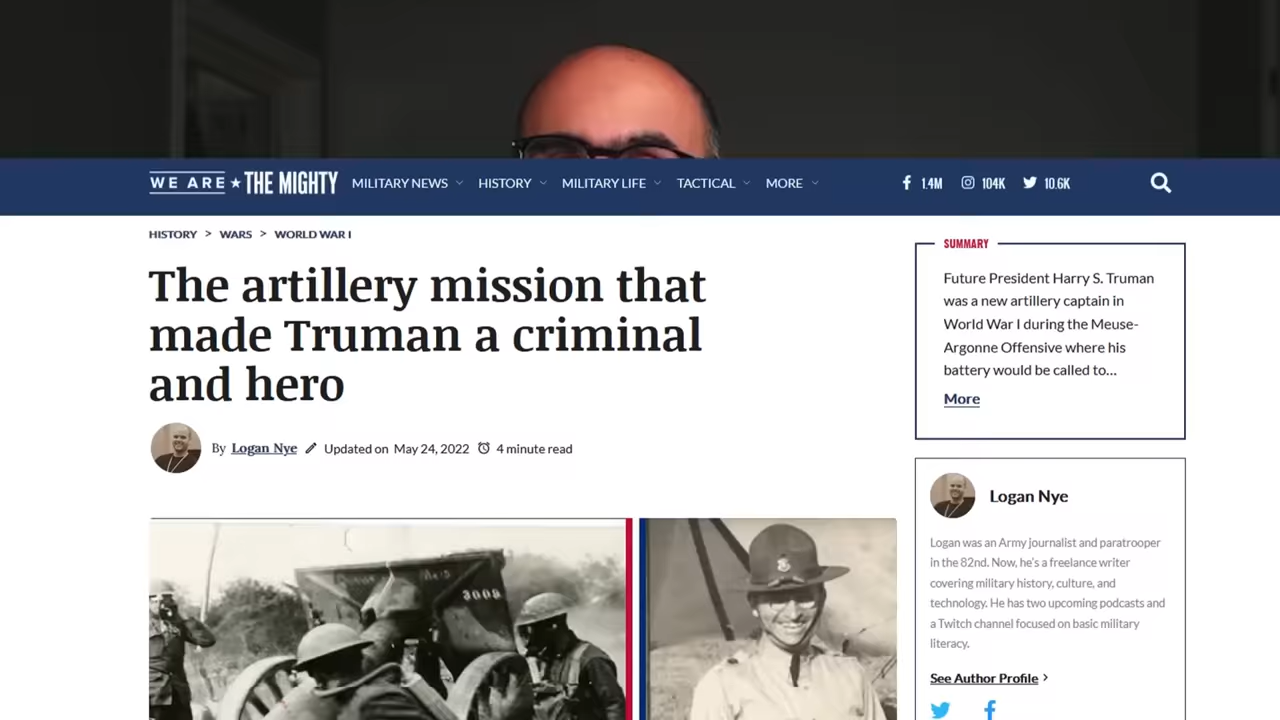 WE ARE ★ THE MIGHTY MILITARY NEWS HISTORY MILITARY LIFE TACTICAL MORE 1.4M 104K 10.6K
HISTORY > WARS > WORLD WAR I
The artillery mission that
made Truman a criminal
and hero
By Logan Nye Updated on May 24, 2022 4 minute read
SUMMARY
Future President Harry S. Truman
was a new artillery captain in
World War I during the Meuse-
Argonne Offensive where his
battery would be called to...
More
Logan Nye
Logan was an Army journalist and paratrooper
in the 82nd. Now, he's a freelance writer
covering military history, culture, and
technology. He has two upcoming podcasts and
a Twitch channel focused on basic military
literacy.
See Author Profile >
3008